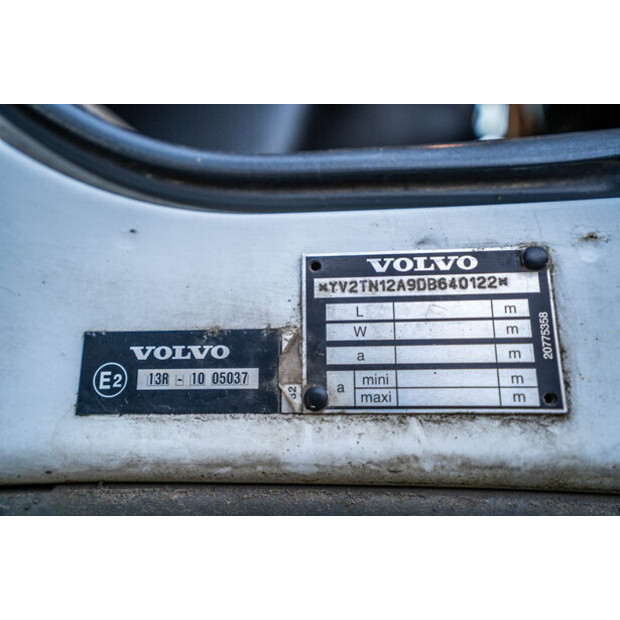 VOLVO
*YV2TN12A9DB640122*
L m
W m
a m
a mini m
maxi m
20775358
VOLVO
E2 13R - 10 05037
32